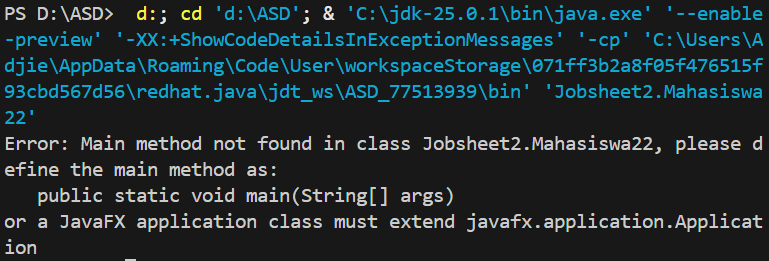 PS D:\ASD>  d:; cd 'd:\ASD'; & 'C:\jdk-25.0.1\bin\java.exe' '--enable
-preview' '-XX:+ShowCodeDetailsInExceptionMessages' '-cp' 'C:\Users\A
djie\AppData\Roaming\Code\User\workspaceStorage\071ff3b2a8f05f476515f
93cbd567d56\redhat.java\jdt_ws\ASD_77513939\bin' 'Jobsheet2.Mahasiswa
22'
Error: Main method not found in class Jobsheet2.Mahasiswa22, please d
efine the main method as:
   public static void main(String[] args)
or a JavaFX application class must extend javafx.application.Applicat
ion